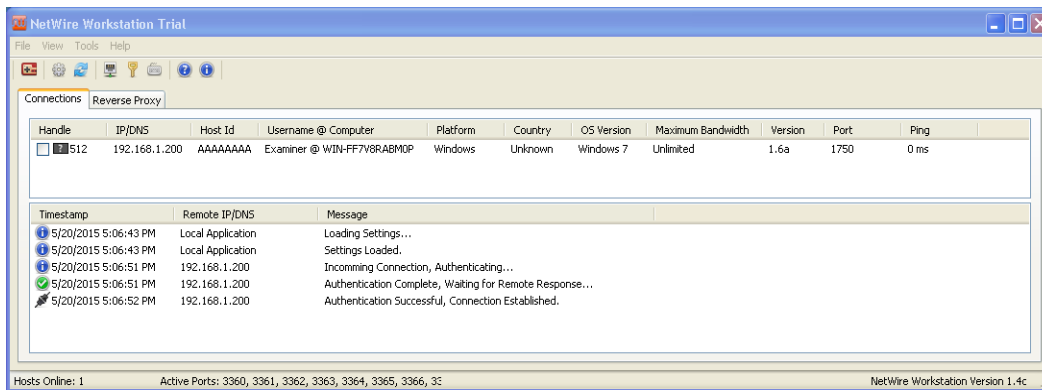 NetWire Workstation Trial
File View Tools Help
Connections Reverse Proxy
Handle IP/DNS Host Id Username @ Computer Platform Country OS Version Maximum Bandwidth Version Port Ping
512 192.168.1.200 AAAAAAAA Examiner @ WIN-FF7V8RABM0P Windows Unknown Windows 7 Unlimited 1.6a 1750 0 ms
Timestamp Remote IP/DNS Message
5/20/2015 5:06:43 PM Local Application Loading Settings...
5/20/2015 5:06:43 PM Local Application Settings Loaded.
5/20/2015 5:06:51 PM 192.168.1.200 Incomming Connection, Authenticating...
5/20/2015 5:06:51 PM 192.168.1.200 Authentication Complete, Waiting for Remote Response...
5/20/2015 5:06:52 PM 192.168.1.200 Authentication Successful, Connection Established.
Hosts Online: 1 Active Ports: 3360, 3361, 3362, 3363, 3364, 3365, 3366, NetWire Workstation Version 1.4c